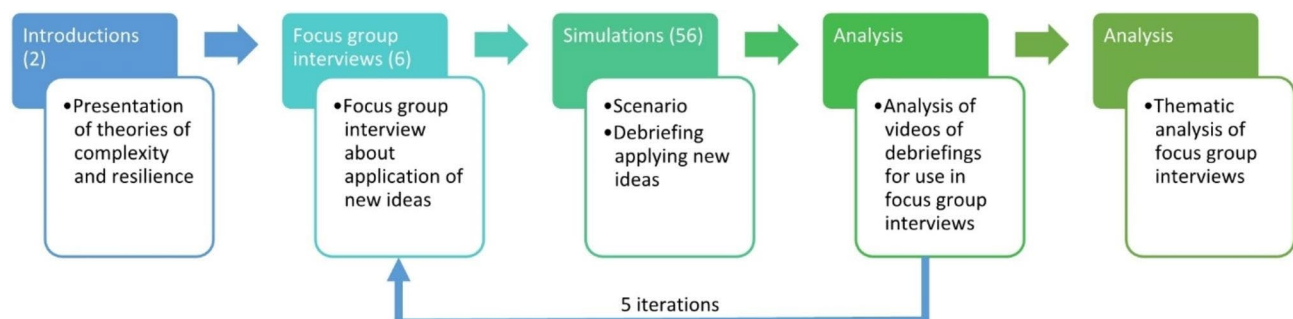 Introductions
(2)
•Presentation
of theories of
complexity
and resilience
Focus group
interviews (6)
•Focus group
interview
about
application of
new ideas
Simulations (56)
•Scenario
•Debriefing
applying new
ideas
Analysis
•Analysis of
videos of
debriefings
for use in
focus group
interviews
Analysis
•Thematic
analysis of
focus group
interviews
5 iterations